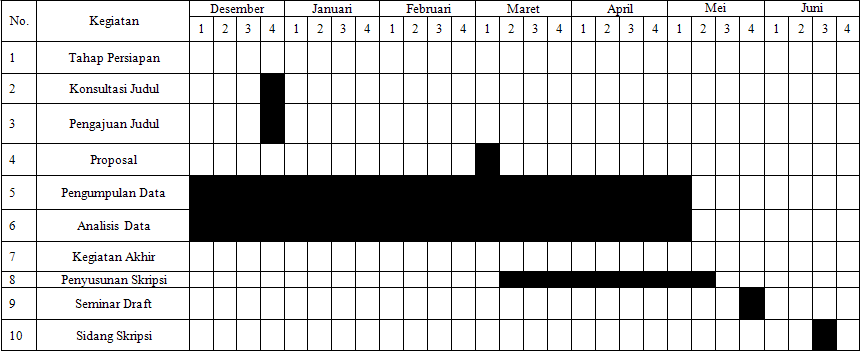 No. Kegiatan Desember Januari Februari Maret April Mei Juni
1 2 3 4 1 2 3 4 1 2 3 4 1 2 3 4 1 2 3 4 1 2 3 4 1 2 3 4
1 Tahap Persiapan
2 Konsultasi Judul
3 Pengajuan Judul
4 Proposal
5 Pengumpulan Data
6 Analisis Data
7 Kegiatan Akhir
8 Penyusunan Skripsi
9 Seminar Draft
10 Sidang Skripsi